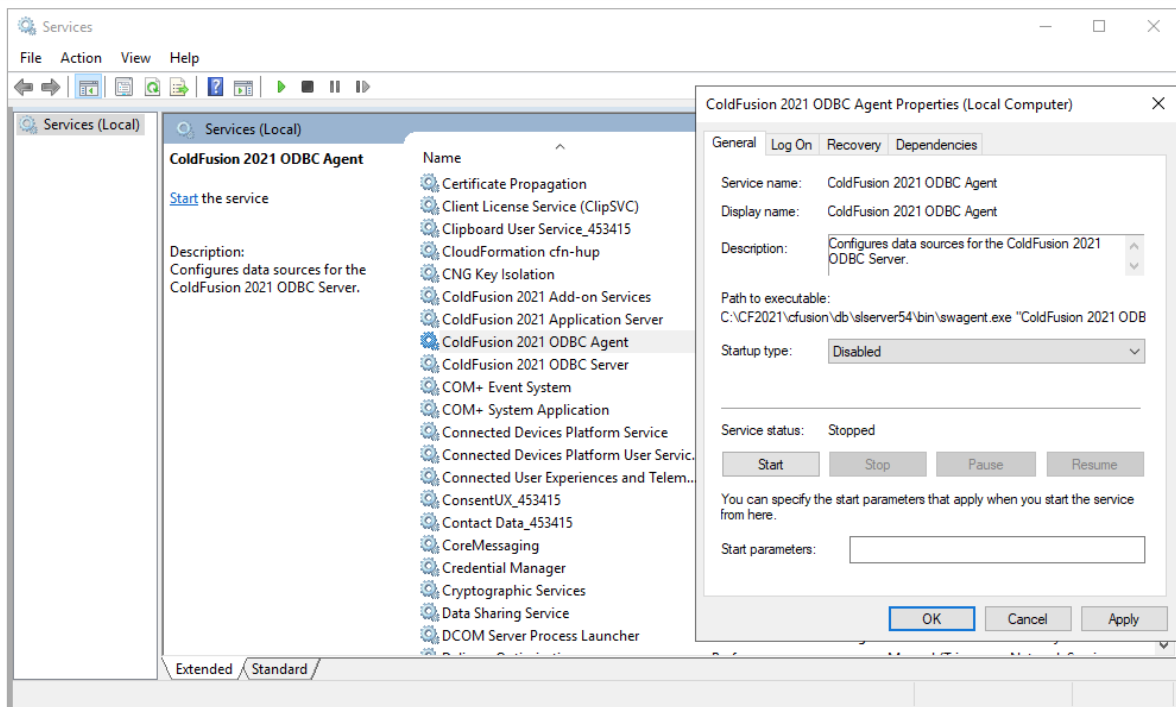 Services
File Action View Help
Services (Local)
Services (Local)
ColdFusion 2021 ODBC Agent
Start the service
Description:
Configures data sources for the
ColdFusion 2021 ODBC Server.
Name
Certificate Propagation
Client License Service (ClipSVC)
Clipboard User Service_453415
CloudFormation cfn-hup
CNG Key Isolation
ColdFusion 2021 Add-on Services
ColdFusion 2021 Application Server
ColdFusion 2021 ODBC Agent
ColdFusion 2021 ODBC Server
COM+ Event System
COM+ System Application
Connected Devices Platform Service
Connected Devices Platform User Servic...
Connected User Experiences and Telem...
ConsentUX_453415
Contact Data_453415
CoreMessaging
Credential Manager
Cryptographic Services
Data Sharing Service
DCOM Server Process Launcher
Extended Standard
ColdFusion 2021 ODBC Agent Properties (Local Computer)
General Log On Recovery Dependencies
Service name: ColdFusion 2021 ODBC Agent
Display name: ColdFusion 2021 ODBC Agent
Description: Configures data sources for the ColdFusion 2021
ODBC Server.
Path to executable:
C:\CF2021\cfusion\db\slserver54\bin\swagent.exe "ColdFusion 2021 ODB
Startup type: Disabled
Service status: Stopped
Start Stop Pause Resume
You can specify the start parameters that apply when you start the service
from here.
Start parameters:
OK Cancel Apply